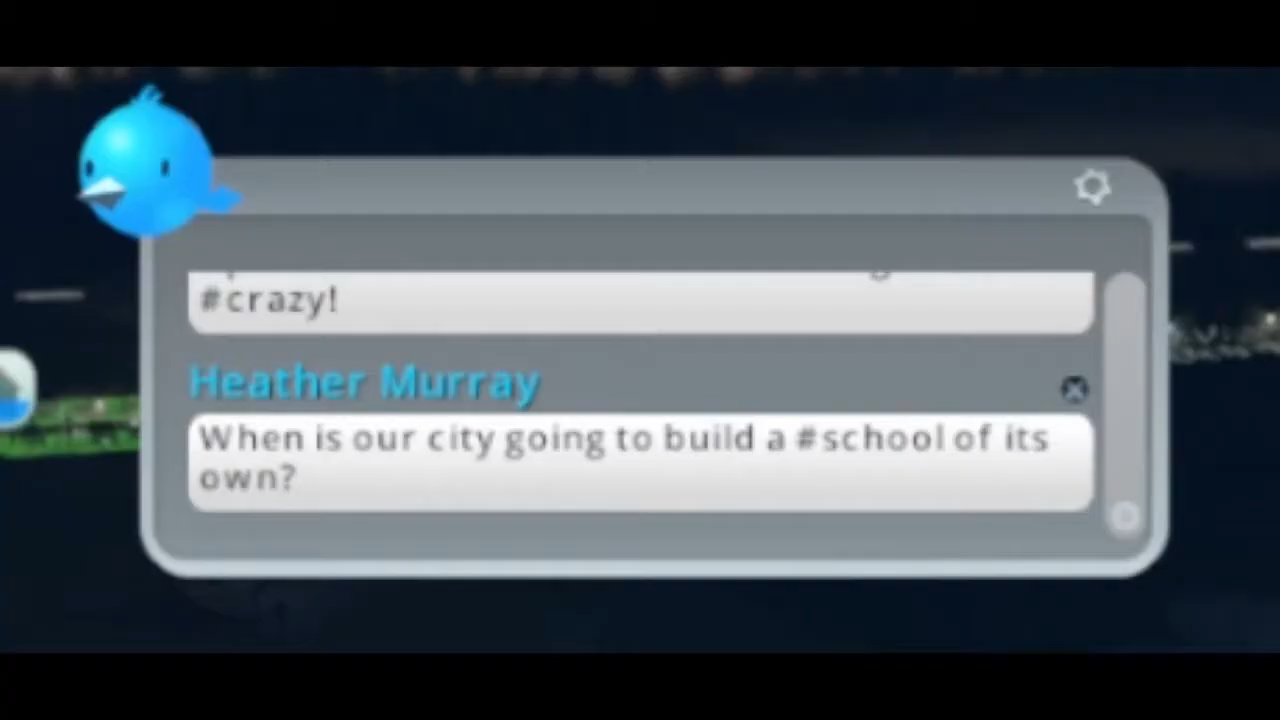 #crazy!
Heather Murray
When is our city going to build a #school of its
own?